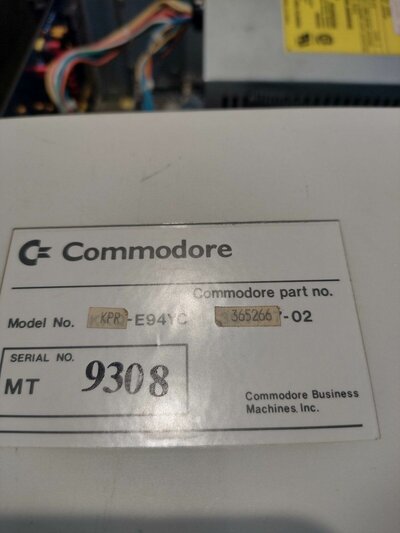 Commodore
Commodore part no.
Model No. KPR-E94YC 365266-02
SERIAL NO.
MT 9308
Commodore Business
Machines, Inc.